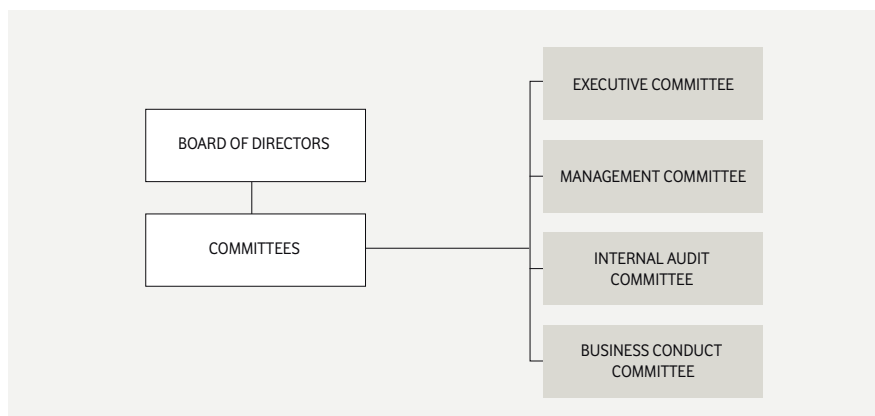 BOARD OF DIRECTORS
COMMITTEES
EXECUTIVE COMMITTEE
MANAGEMENT COMMITTEE
INTERNAL AUDIT
COMMITTEE
BUSINESS CONDUCT
COMMITTEE